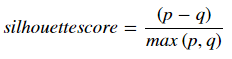 silhouettescore = (p − q) / max (p, q)